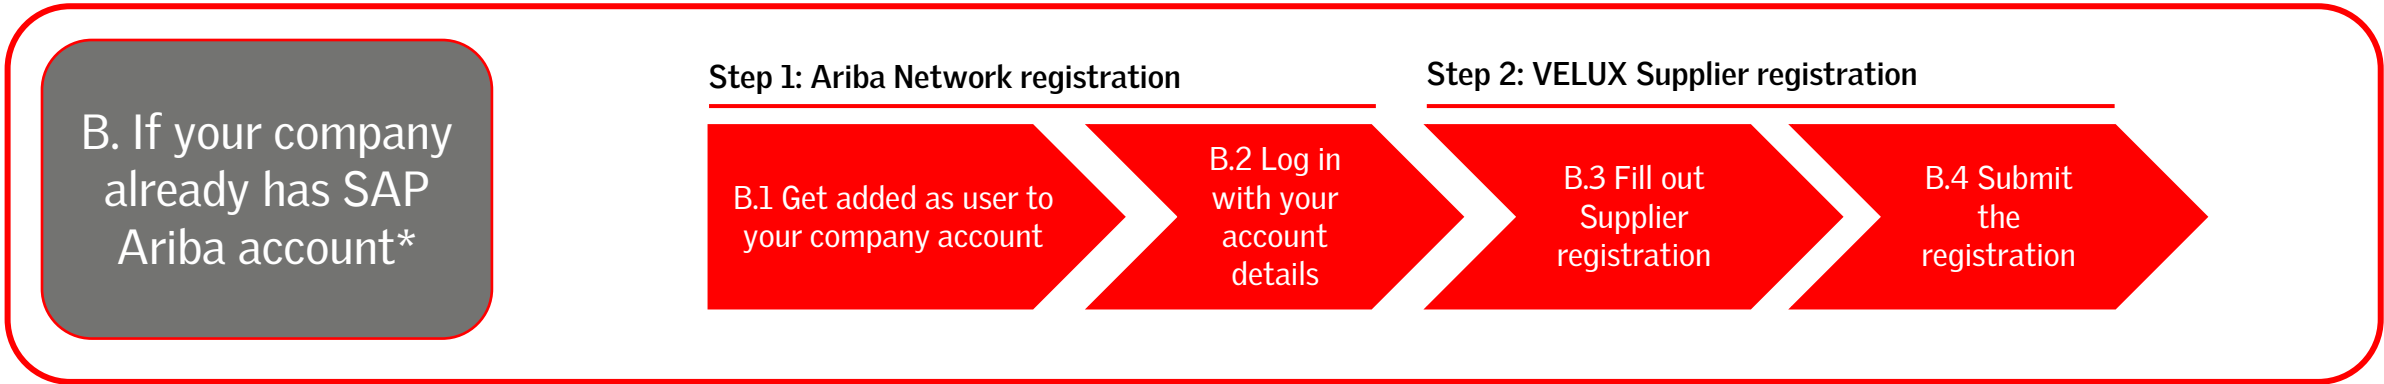 B. If your company
already has SAP
Ariba account*
Step 1: Ariba Network registration
B.1 Get added as user to
your company account
B.2 Log in
with your
account
details
Step 2: VELUX Supplier registration
B.3 Fill out
Supplier
registration
B.4 Submit
the
registration